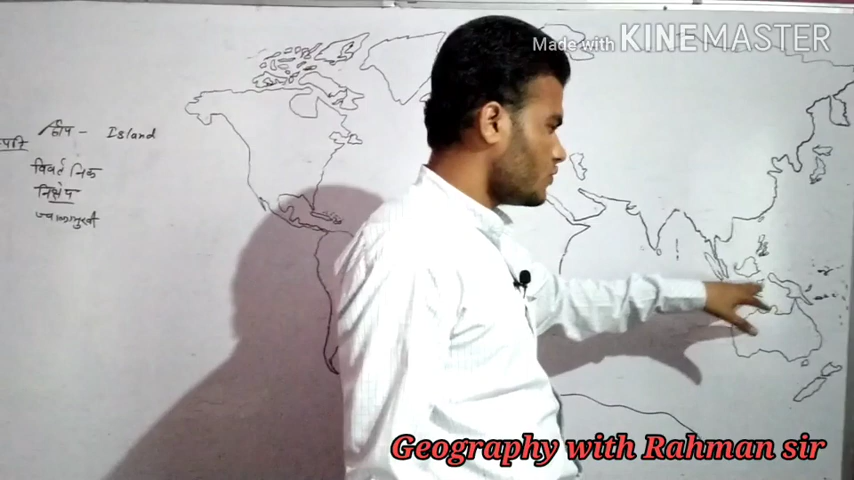 Made with KINEMASTER
द्वीप - Island
विवर्तनिक
निक्षेप
ज्वालामुखी
Geography with Rahman sir